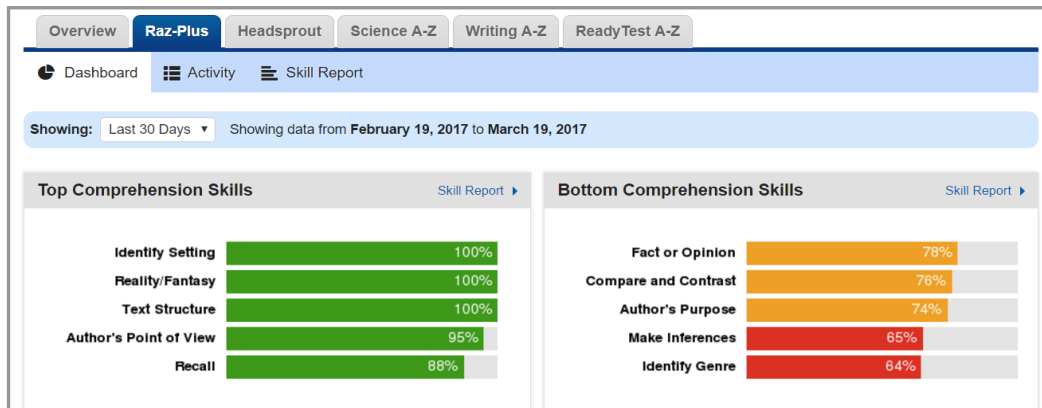 Overview Raz-Plus Headsprout Science A-Z Writing A-Z ReadyTest A-Z
Dashboard Activity Skill Report
Showing: Last 30 Days Showing data from February 19, 2017 to March 19, 2017
Top Comprehension Skills Skill Report
Identify Setting 100%
Reality/Fantasy 100%
Text Structure 100%
Author's Point of View 95%
Recall 88%
Bottom Comprehension Skills Skill Report
Fact or Opinion 78%
Compare and Contrast 76%
Author's Purpose 74%
Make Inferences 65%
Identify Genre 64%